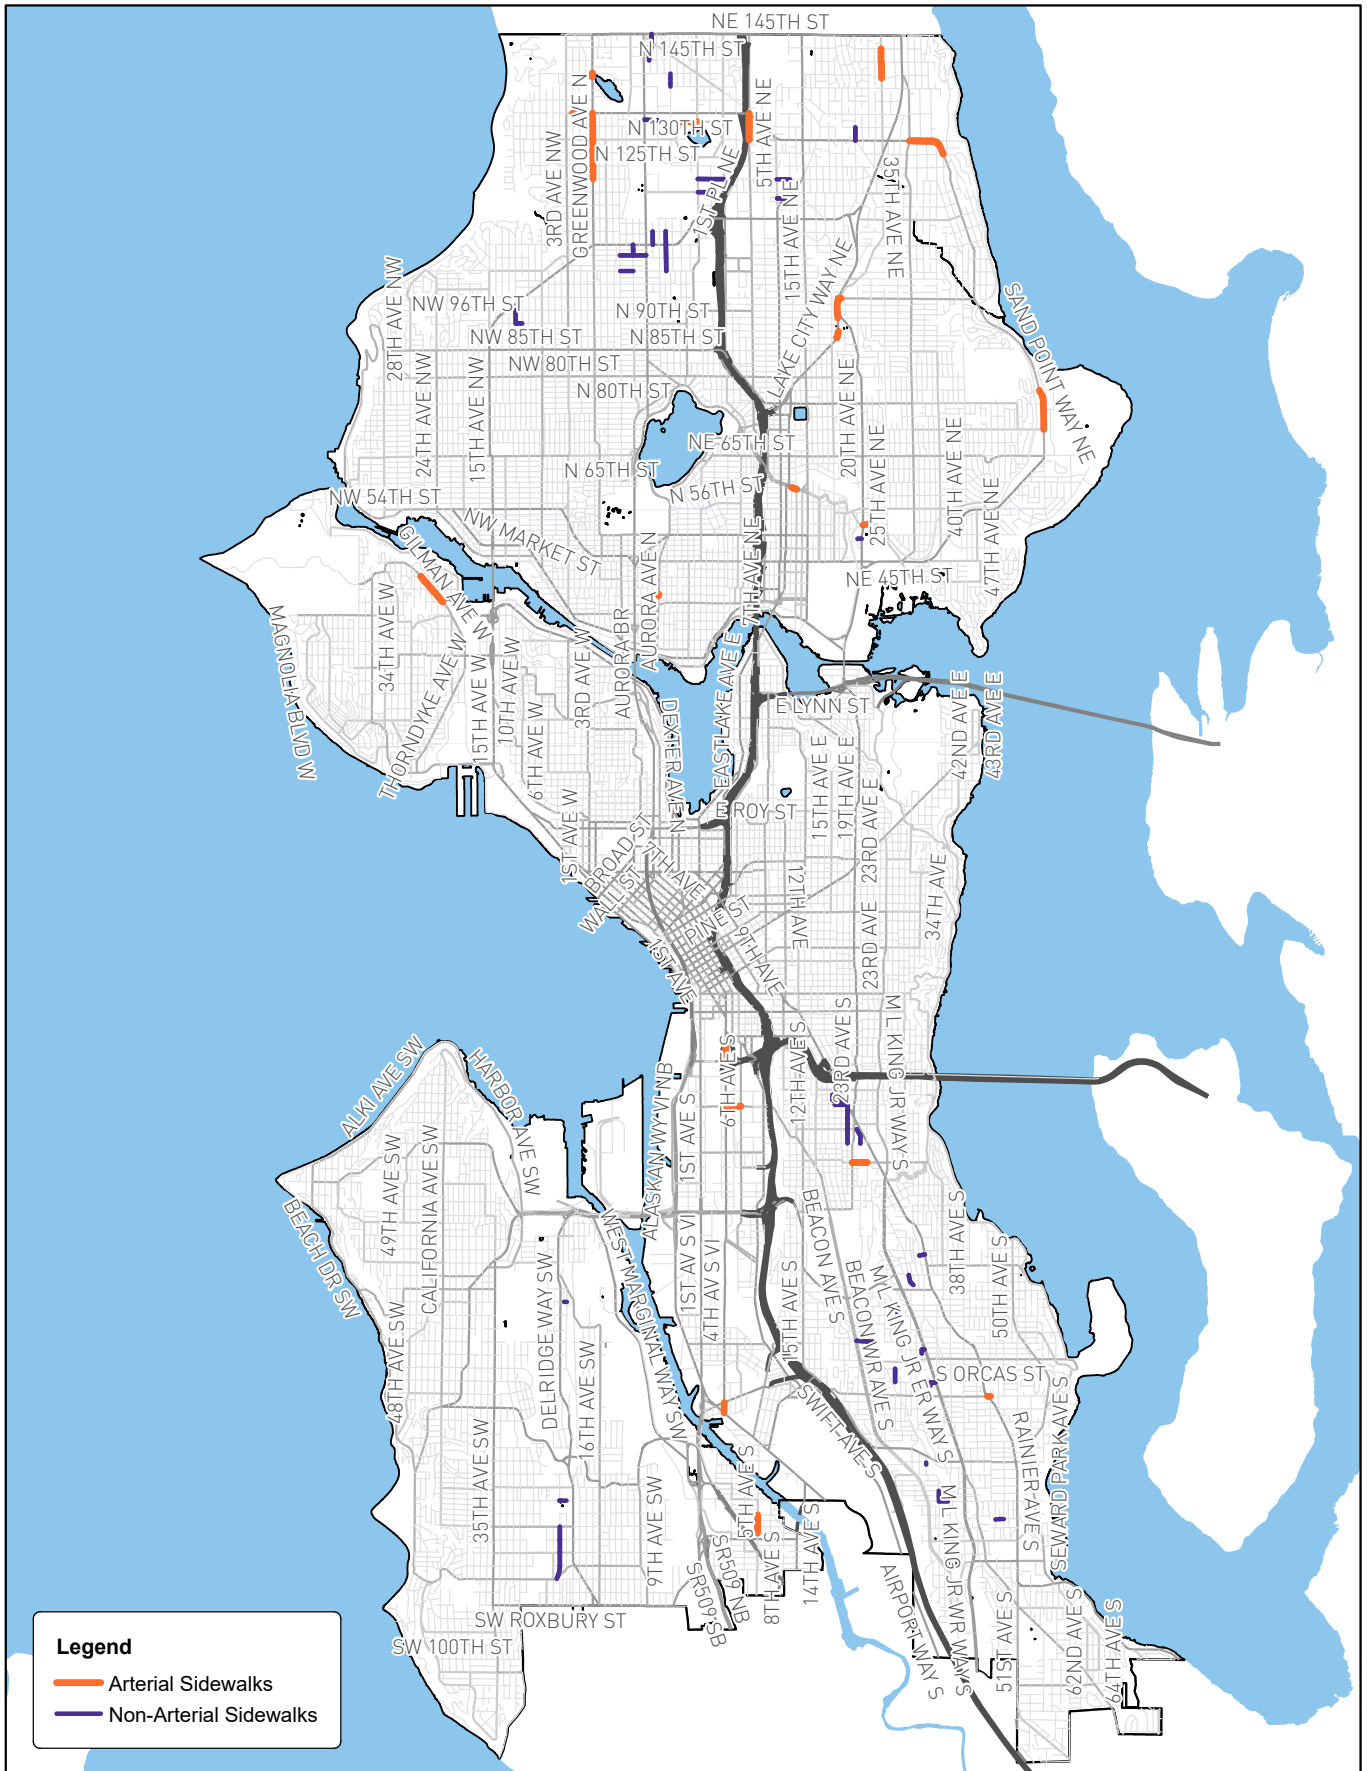 NE 145TH ST
N 145TH ST
3RD AVE NW
GREENWOOD AVE N
N 130TH ST
N 125TH ST
1ST PL NE
5TH AVE NE
15TH AVE NE
35TH AVE NE
LAKE CITY WAY NE
SAND POINT WAY NE
28TH AVE NW
NW 96TH ST
N 90TH ST
NW 85TH ST
N 85TH ST
NW 80TH ST
N 80TH ST
24TH AVE NW
15TH AVE NW
20TH AVE NE
25TH AVE NE
40TH AVE NE
47TH AVE NE
NE 65TH ST
N 65TH ST
N 56TH ST
NW 54TH ST
NW MARKET ST
GILMAN AVE W
AURORA AVE N
7TH AVE NE
NE 45TH ST
MAGNOLIA BLVD W
34TH AVE W
THORNDYKE AVE W
15TH AVE W
10TH AVE W
6TH AVE W
3RD AVE W
AURORA BR
DEXTER AVE N
EASTLAKE AVE E
E LYNN ST
42ND AVE E
43RD AVE E
15TH AVE E
19TH AVE E
23RD AVE E
1ST AVE W
E ROY ST
BROAD ST
WALL ST
7TH AVE
PINE ST
9TH AVE
12TH AVE
23RD AVE
34TH AVE
1ST AVE
ALKI AVE SW
HARBOR AVE SW
ALASKAN WY VI NB
1ST AVE S
6TH AVE S
12TH AVE S
23RD AVE S
M L KING JR WAY S
49TH AVE SW
CALIFORNIA AVE SW
BEACH DR SW
48TH AVE SW
DELRIDGE WAY SW
WEST MARGINAL WAY SW
1ST AV S VI
4TH AV S VI
15TH AVE S
BEACON AVE S
BEACON WR AVE S
M L KING JR ER WAY S
38TH AVE S
50TH AVE S
S ORCAS ST
16TH AVE SW
35TH AVE SW
9TH AVE SW
SWIFT AVE S
RAINIER AVE S
SEWARD PARK AVE S
5TH AVE S
8TH AVE S
14TH AVE S
SR509 NB
SR509 SB
AIRPORT WAY S
M L KING JR WR WAY S
51ST AVE S
62ND AVE S
64TH AVE S
SW ROXBURY ST
SW 100TH ST
Legend
Arterial Sidewalks
Non-Arterial Sidewalks